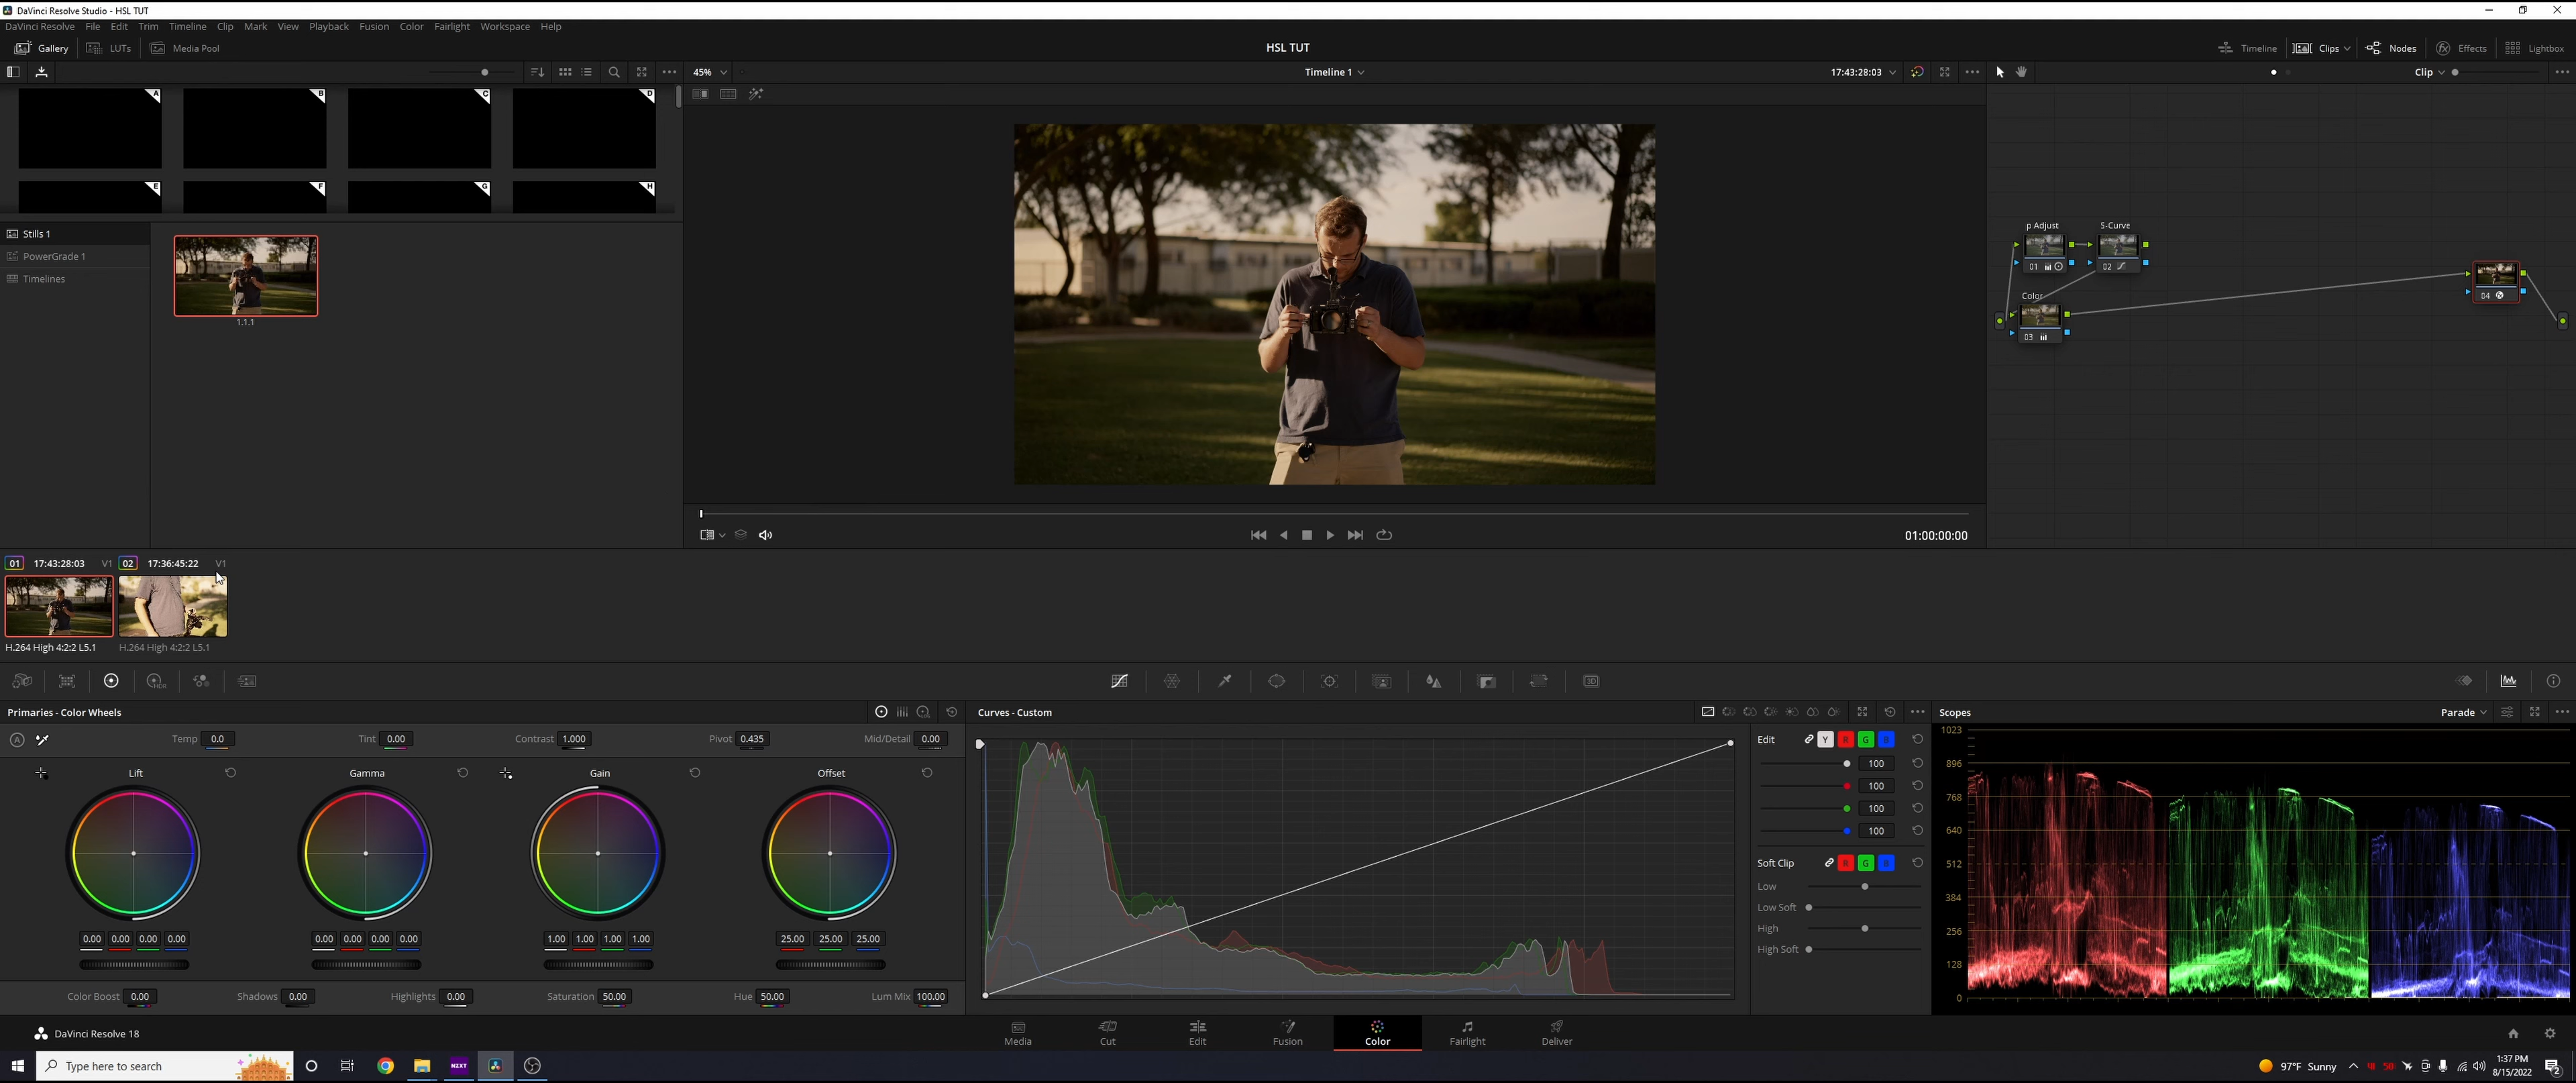 DaVinci Resolve Studio - HSL TUT
DaVinci Resolve File Edit Trim Timeline Clip Mark View Playback Fusion Color Fairlight Workspace Help
Gallery LUTs Media Pool HSL TUT Timeline Clips Nodes Effects Lightbox
45% Timeline 1 17:43:28:03 Clip
A B C D
E F G H
Stills 1
PowerGrade 1
Timelines
1.1.1
p Adjust S-Curve
01 02
Color
03
04
01:00:00:00
01 17:43:28:03 V1 02 17:36:45:22 V1
H.264 High 4:2:2 L5.1 H.264 High 4:2:2 L5.1
HDR 3D
Primaries - Color Wheels Curves - Custom Scopes Parade
A Temp 0.0 Tint 0.00 Contrast 1.000 Pivot 0.435 Mid/Detail 0.00
Lift Gamma Gain Offset
0.00 0.00 0.00 0.00 0.00 0.00 0.00 0.00 1.00 1.00 1.00 1.00 25.00 25.00 25.00
Color Boost 0.00 Shadows 0.00 Highlights 0.00 Saturation 50.00 Hue 50.00 Lum Mix 100.00
Edit Y R G B
100
100
100
100
Soft Clip R G B
Low
Low Soft
High
High Soft
1023
896
768
640
512
384
256
128
0
DaVinci Resolve 18 Media Cut Edit Fusion Color Fairlight Deliver
Type here to search NZXT 97°F Sunny 50 1:37 PM
8/15/2022 2